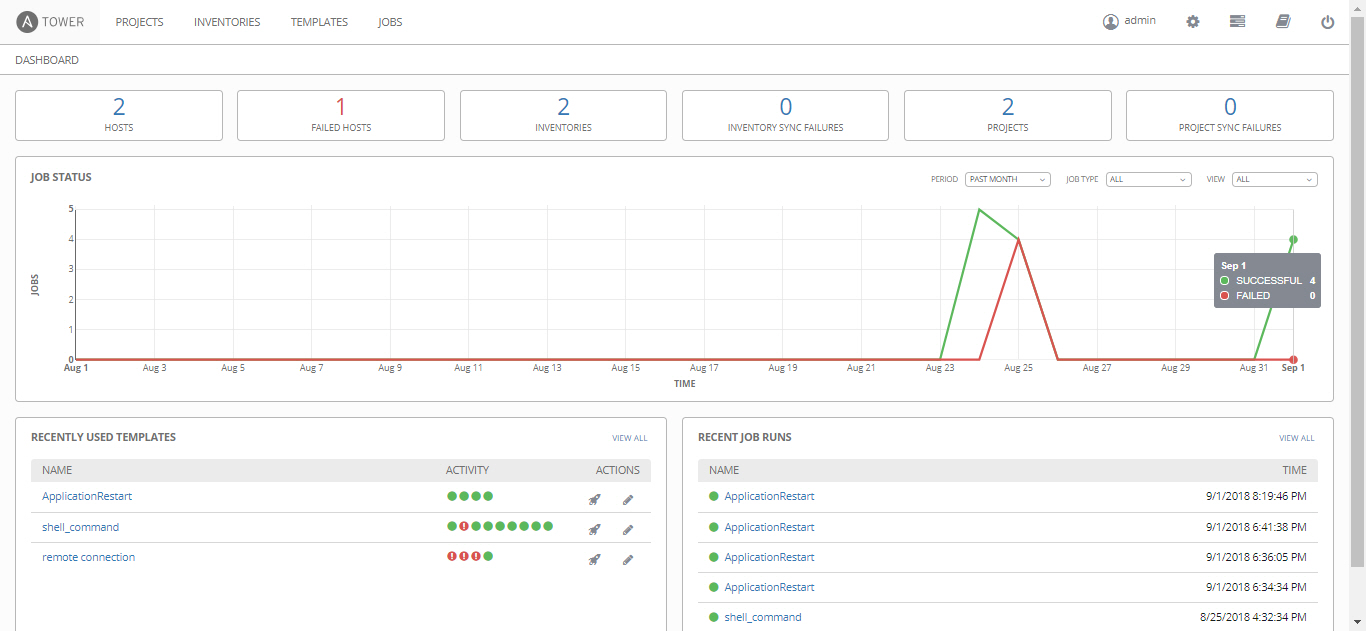 A TOWER PROJECTS INVENTORIES TEMPLATES JOBS admin
DASHBOARD
2 1 2 0 2 0
HOSTS FAILED HOSTS INVENTORIES INVENTORY SYNC FAILURES PROJECTS PROJECT SYNC FAILURES
JOB STATUS PERIOD PAST MONTH JOB TYPE ALL VIEW ALL
5
4
3
2
1
0
JOBS
Sep 1
SUCCESSFUL 4
FAILED 0
Aug 1 Aug 3 Aug 5 Aug 7 Aug 9 Aug 11 Aug 13 Aug 15 Aug 17 Aug 19 Aug 21 Aug 23 Aug 25 Aug 27 Aug 29 Aug 31 Sep 1
TIME
RECENTLY USED TEMPLATES VIEW ALL
NAME ACTIVITY ACTIONS
ApplicationRestart
shell_command
remote connection
RECENT JOB RUNS VIEW ALL
NAME TIME
ApplicationRestart 9/1/2018 8:19:46 PM
ApplicationRestart 9/1/2018 6:41:38 PM
ApplicationRestart 9/1/2018 6:36:05 PM
ApplicationRestart 9/1/2018 6:34:34 PM
shell_command 8/25/2018 4:32:34 PM